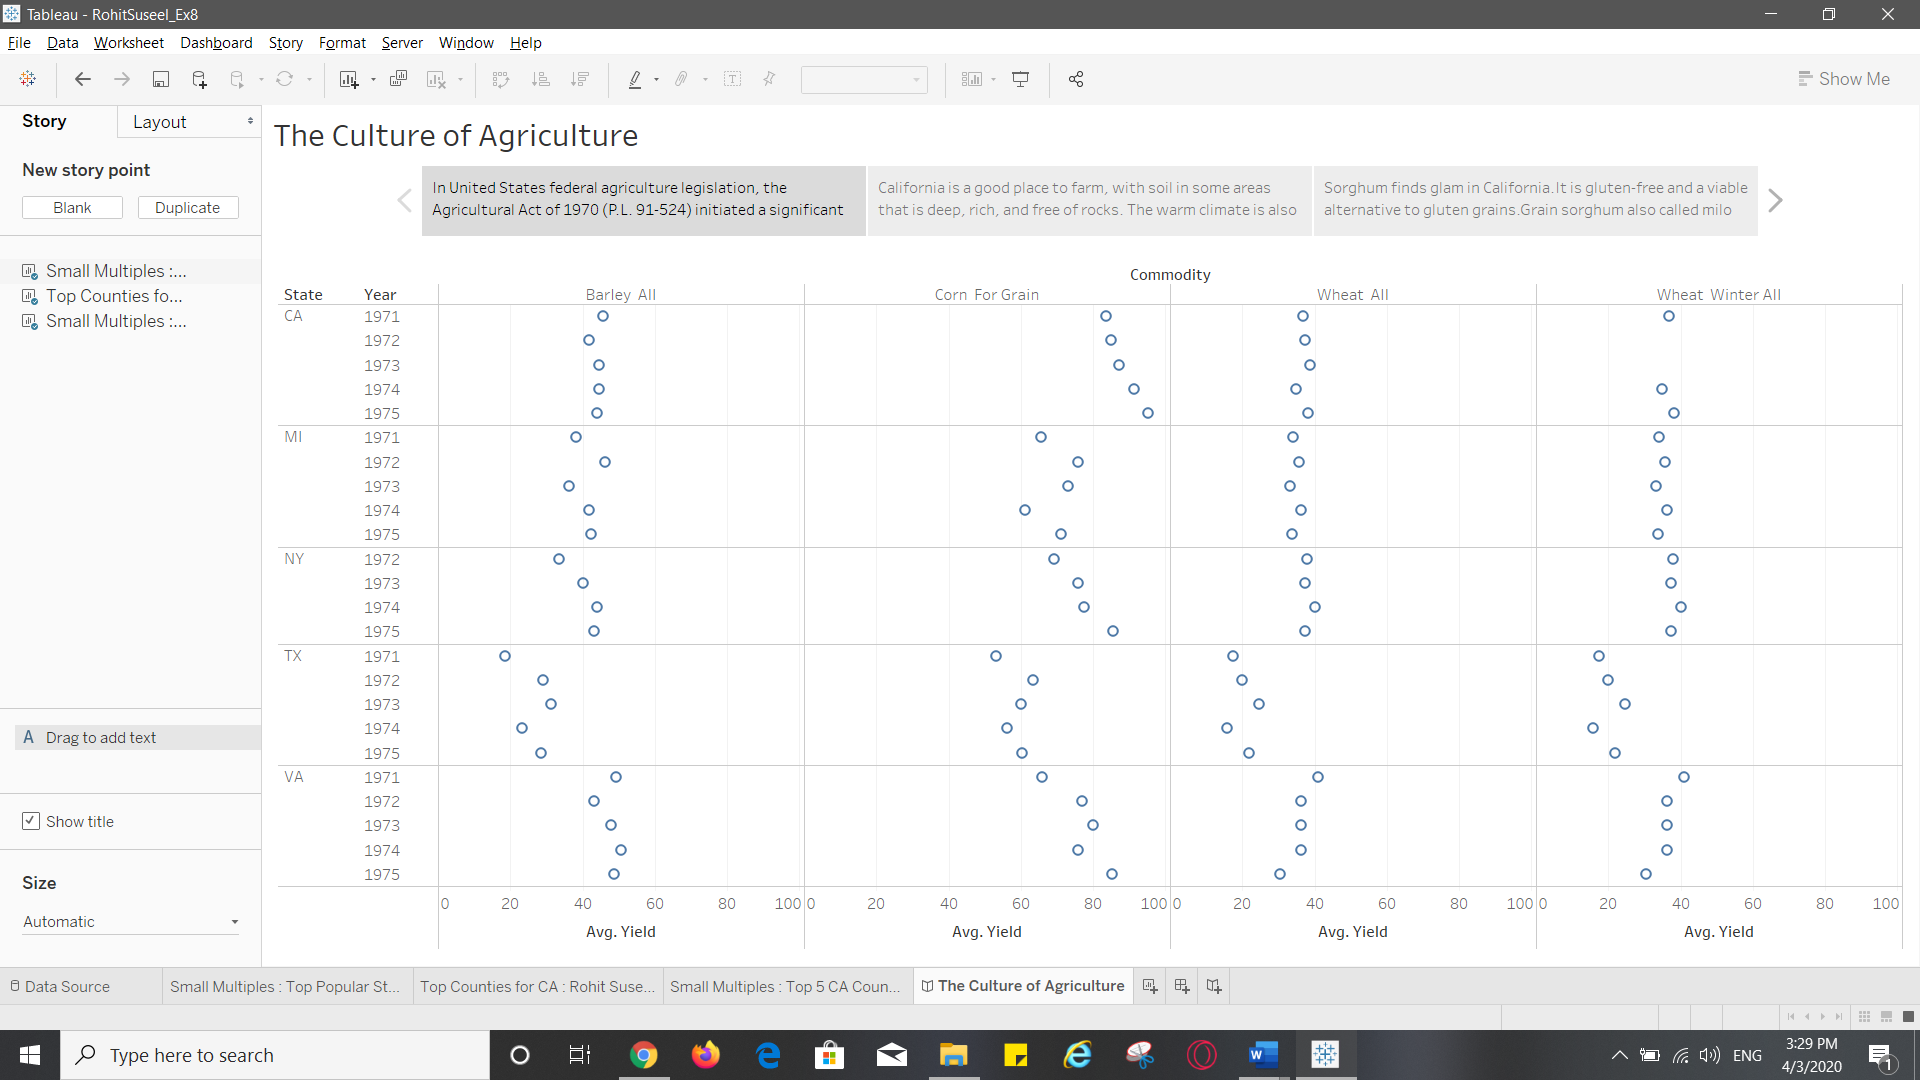 Tableau - RohitSuseel_Ex8
File Data Worksheet Dashboard Story Format Analysis Server Window Help
Show Me
Story Layout
New story point
Blank Duplicate
Small Multiples :...
Top Counties fo...
Small Multiples :...
A Drag to add text
Show title
Size
Automatic
The Culture of Agriculture
In United States federal agriculture legislation, the
Agricultural Act of 1970 (P.L. 91-524) initiated a significant
California is a good place to farm, with soil in some areas
that is deep, rich, and free of rocks. The warm climate is also
Sorghum finds glam in California.It is gluten-free and a viable
alternative to gluten grains.Grain sorghum also called milo
Commodity
State Year Barley All Corn For Grain Wheat All Wheat Winter All
CA 1971
1972
1973
1974
1975
MI 1971
1972
1973
1974
1975
NY 1972
1973
1974
1975
TX 1971
1972
1973
1974
1975
VA 1971
1972
1973
1974
1975
0 20 40 60 80 100 0 20 40 60 80 100 0 20 40 60 80 100 0 20 40 60 80 100
Avg. Yield Avg. Yield Avg. Yield Avg. Yield
Data Source Small Multiples : Top Popular St... Top Counties for CA : Rohit Suse... Small Multiples : Top 5 CA Coun... The Culture of Agriculture
Type here to search
ENG
3:29 PM
4/3/2020
1